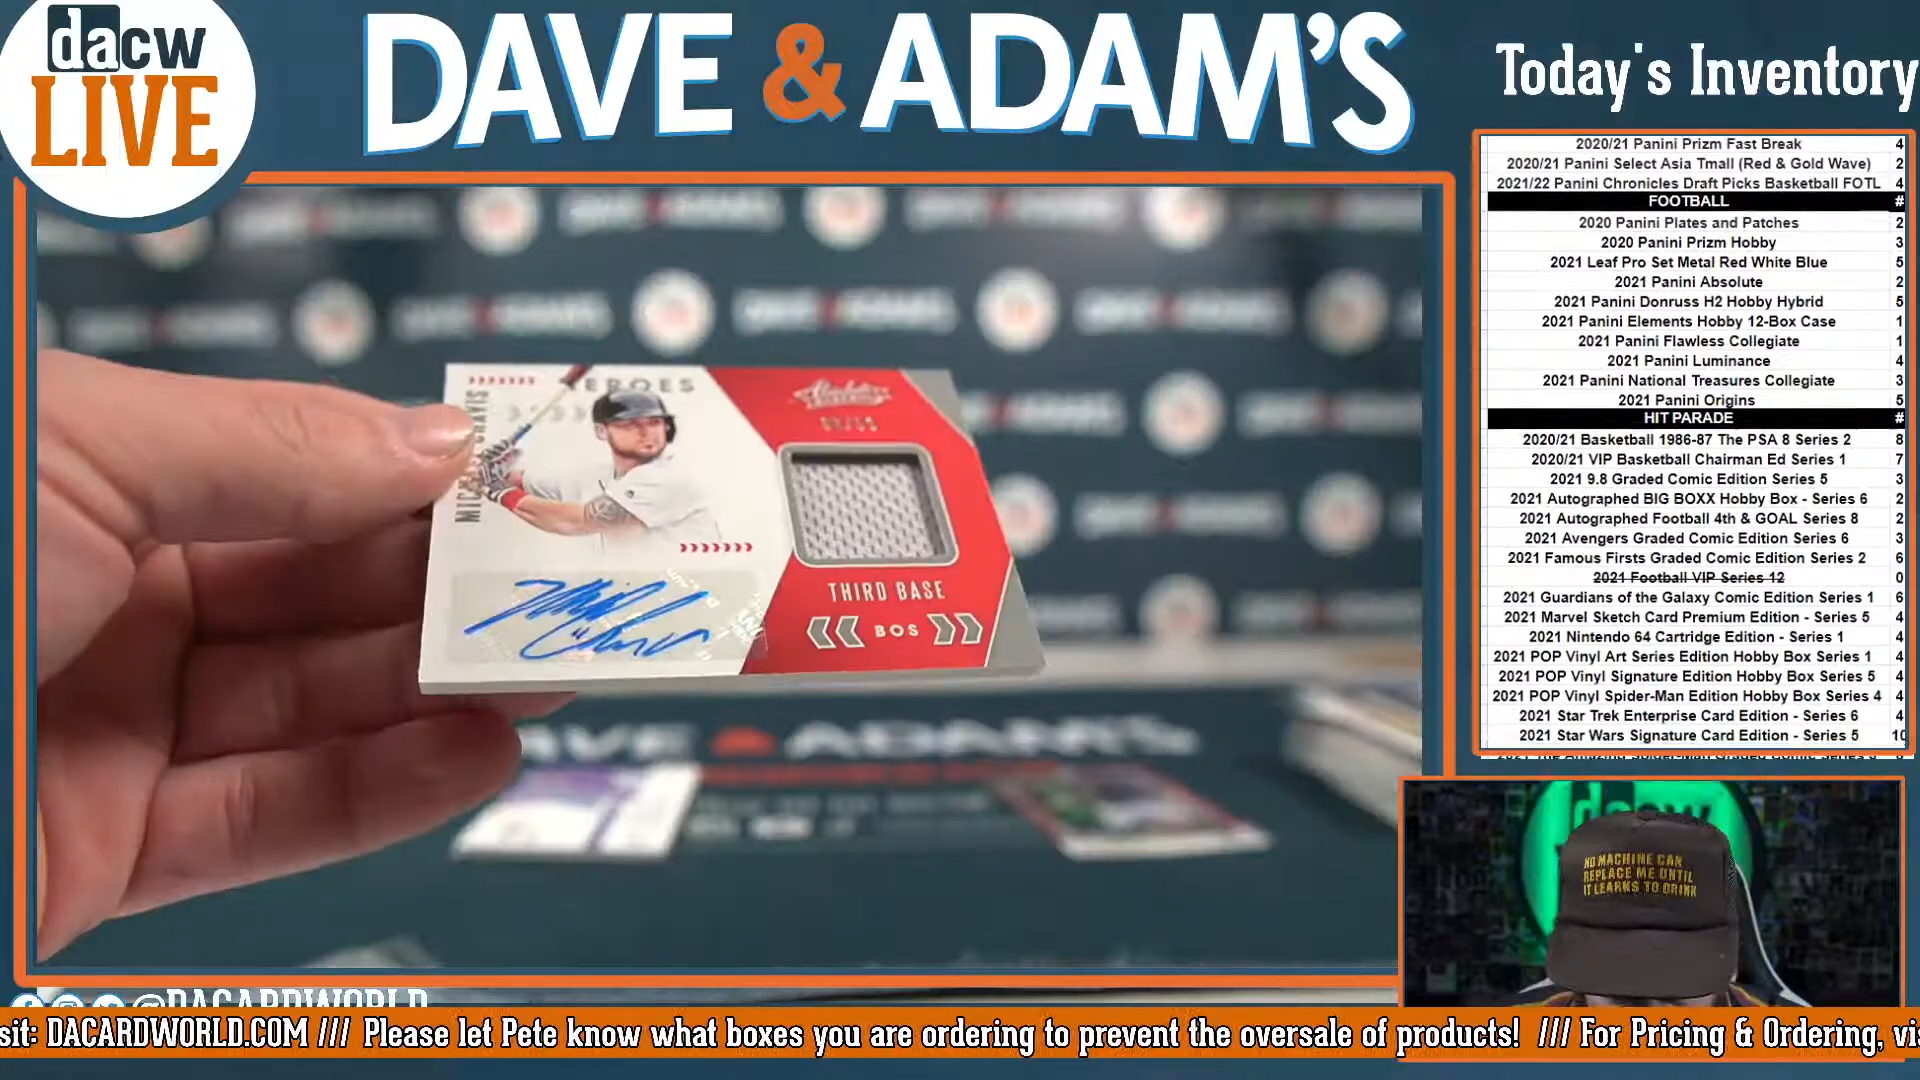 dacw
LIVE
DAVE & ADAM'S
Today's Inventory
2020/21 Panini Prizm Fast Break 4
2020/21 Panini Select Asia Tmall (Red & Gold Wave) 2
2021/22 Panini Chronicles Draft Picks Basketball FOTL 4
FOOTBALL #
2020 Panini Plates and Patches 2
2020 Panini Prizm Hobby 3
2021 Leaf Pro Set Metal Red White Blue 5
2021 Panini Absolute 2
2021 Panini Donruss H2 Hobby Hybrid 5
2021 Panini Elements Hobby 12-Box Case 1
2021 Panini Flawless Collegiate 1
2021 Panini Luminance 4
2021 Panini National Treasures Collegiate 3
2021 Panini Origins 5
HIT PARADE #
2020/21 Basketball 1986-87 The PSA 8 Series 2 8
2020/21 VIP Basketball Chairman Ed Series 1 7
2021 9.8 Graded Comic Edition Series 5 3
2021 Autographed BIG BOXX Hobby Box - Series 6 2
2021 Autographed Football 4th & GOAL Series 8 2
2021 Avengers Graded Comic Edition Series 6 3
2021 Famous Firsts Graded Comic Edition Series 2 6
2021 Football VIP Series 12 0
2021 Guardians of the Galaxy Comic Edition Series 1 6
2021 Marvel Sketch Card Premium Edition - Series 5 4
2021 Nintendo 64 Cartridge Edition - Series 1 4
2021 POP Vinyl Art Series Edition Hobby Box Series 1 4
2021 POP Vinyl Signature Edition Hobby Box Series 5 4
2021 POP Vinyl Spider-Man Edition Hobby Box Series 4 4
2021 Star Trek Enterprise Card Edition - Series 6 4
2021 Star Wars Signature Card Edition - Series 5 10
HEROES
Absolute
THIRD BASE
BOS
DAVE & ADAM'S
dacw
NO MACHINE CAN
REPLACE ME UNTIL
IT LEARNS TO DRINK
@DACARDWORLD
sit: DACARDWORLD.COM /// Please let Pete know what boxes you are ordering to prevent the oversale of products! /// For Pricing & Ordering, vis